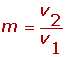 m = v₂/v₁